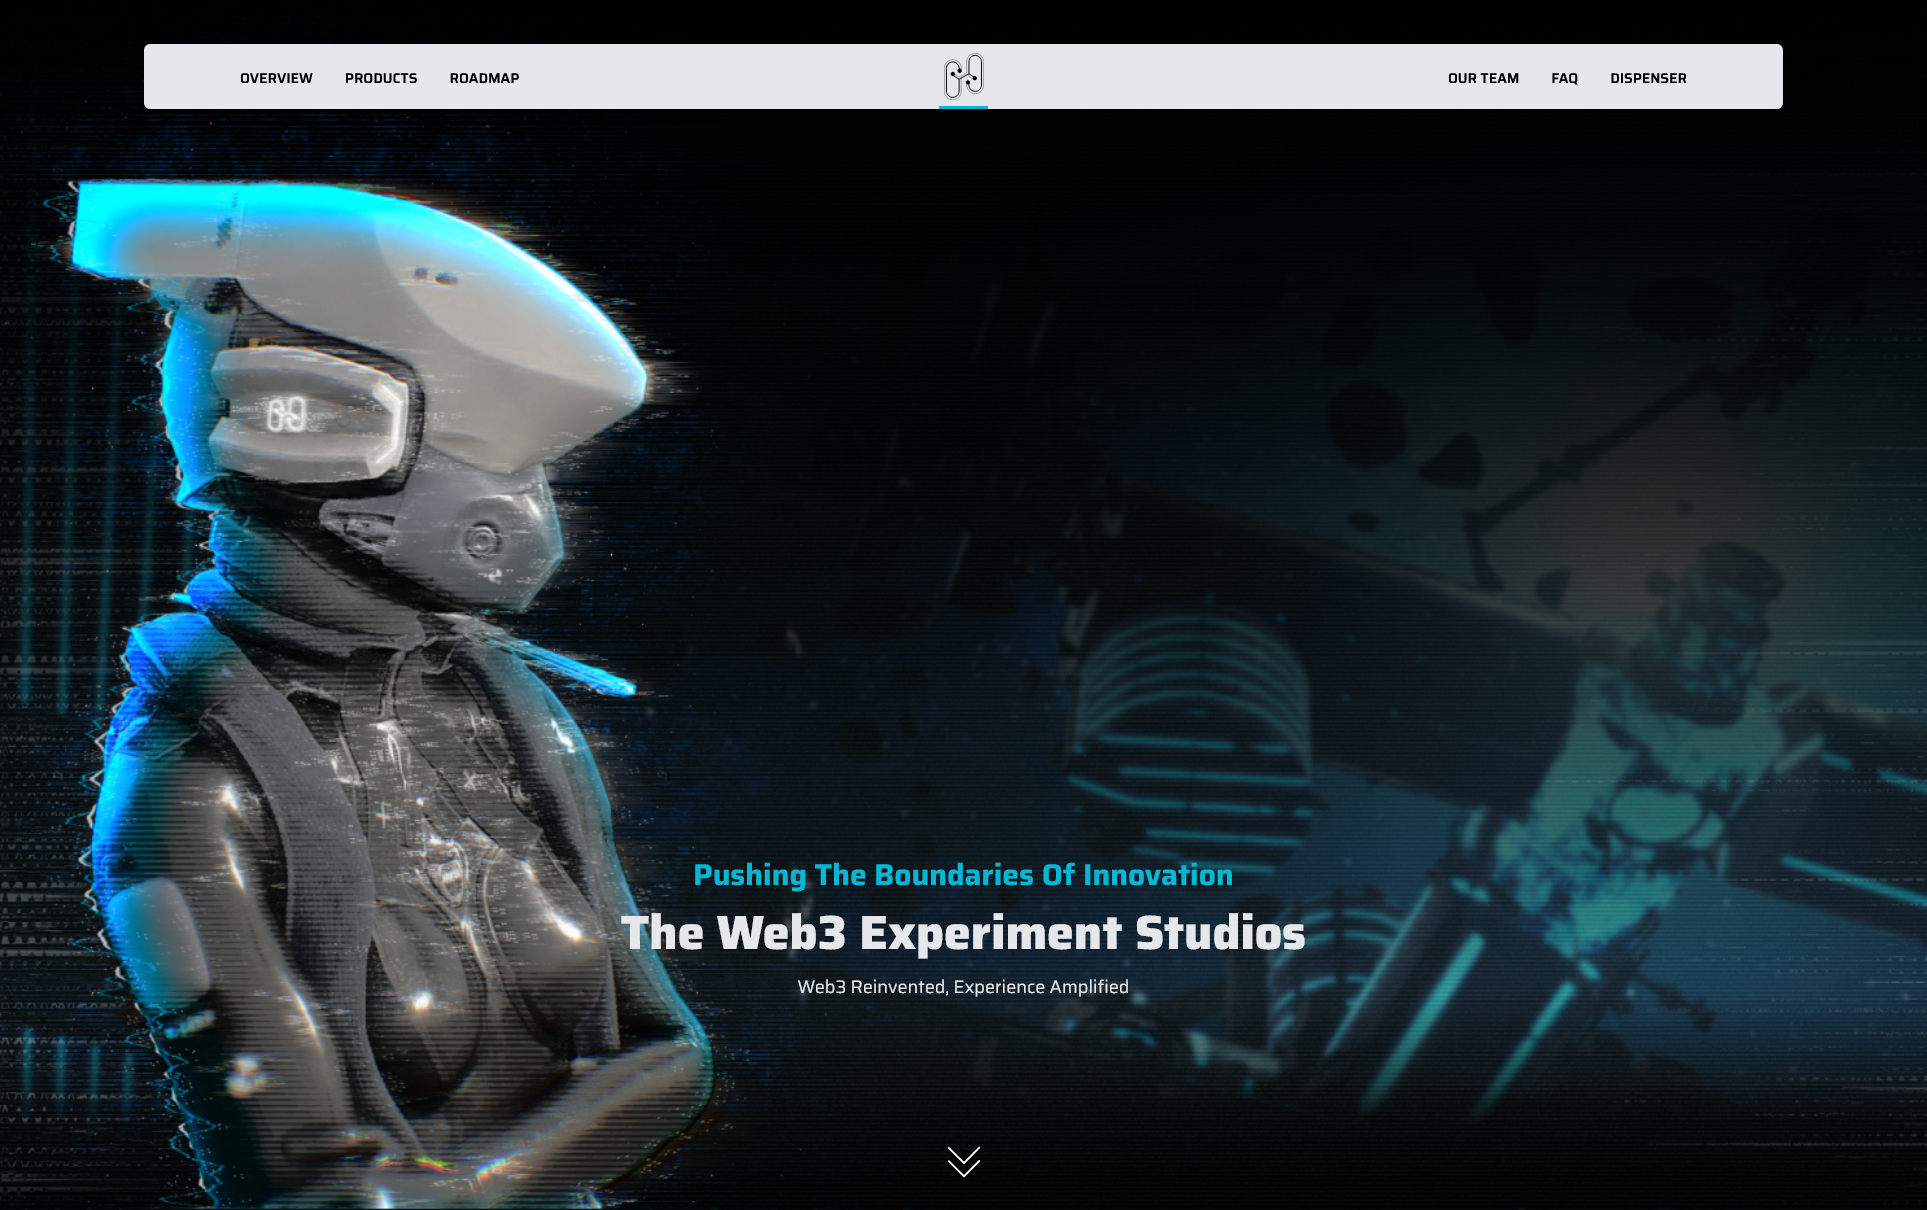 OVERVIEW PRODUCTS ROADMAP OUR TEAM FAQ DISPENSER
Pushing The Boundaries Of Innovation
The Web3 Experiment Studios
Web3 Reinvented, Experience Amplified